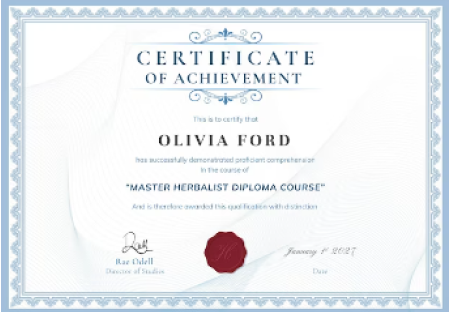 CERTIFICATE
OF ACHIEVEMENT
This is to certify that
OLIVIA FORD
has successfully demonstrated proficient comprehension
in the course of
"MASTER HERBALIST DIPLOMA COURSE"
And is therefore awarded this qualification with distinction
Rae Odell
Director of Studies
January 2027
Date